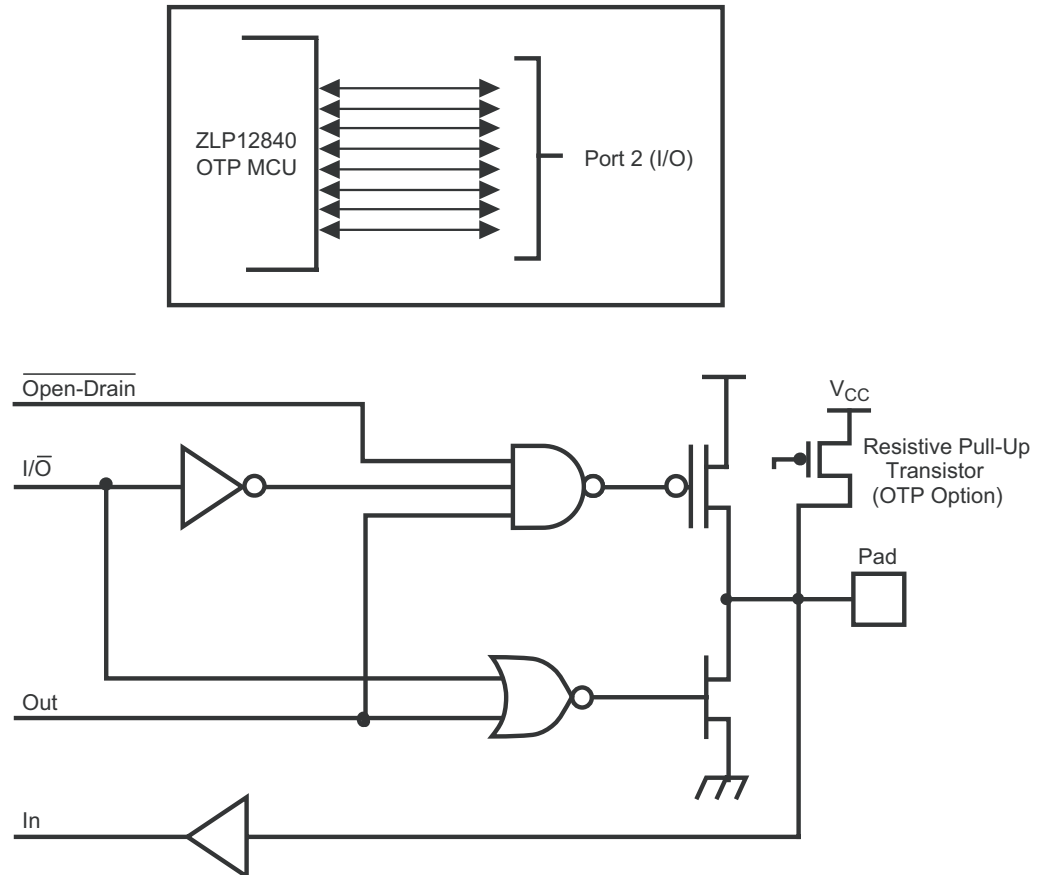 ZLP12840
OTP MCU
Port 2 (I/O)
Open-Drain
I/O̅
VCC
Resistive Pull-Up
Transistor
(OTP Option)
Pad
Out
In